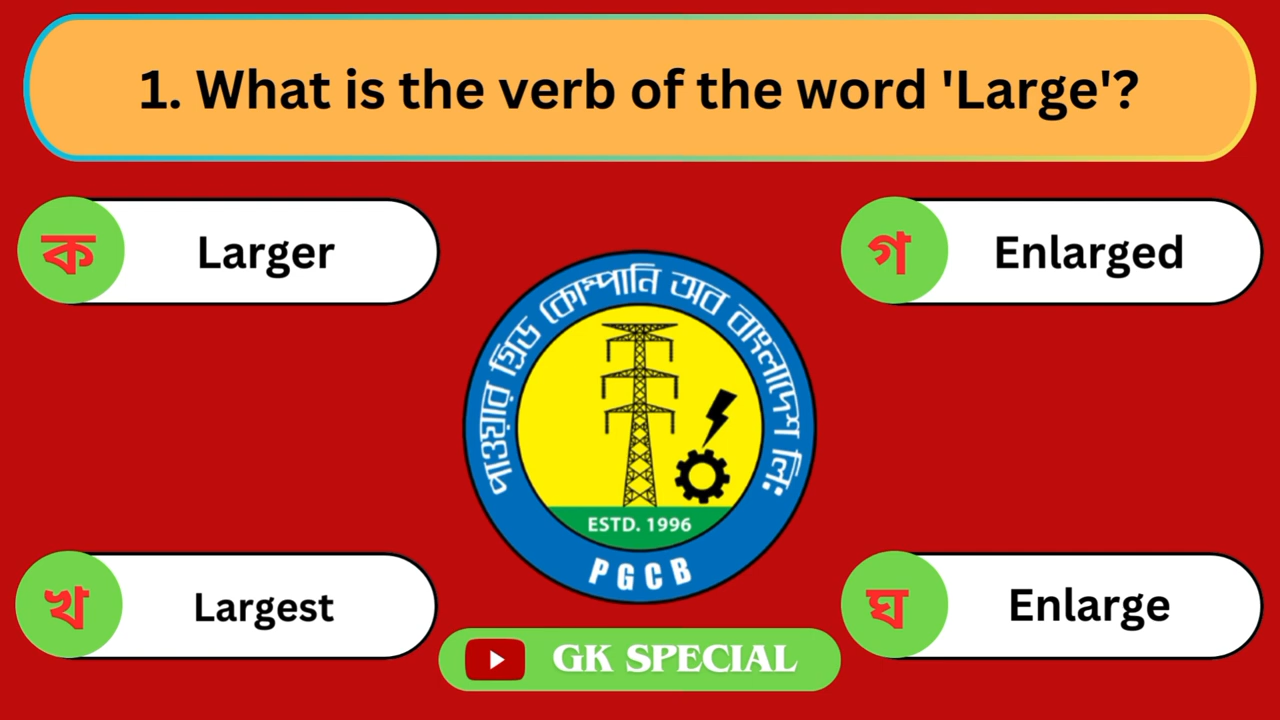 1. What is the verb of the word 'Large'?
ক Larger
গ Enlarged
পাওয়ার গ্রিড কোম্পানি অব বাংলাদেশ লি:
ESTD. 1996
PGCB
খ Largest
ঘ Enlarge
GK SPECIAL